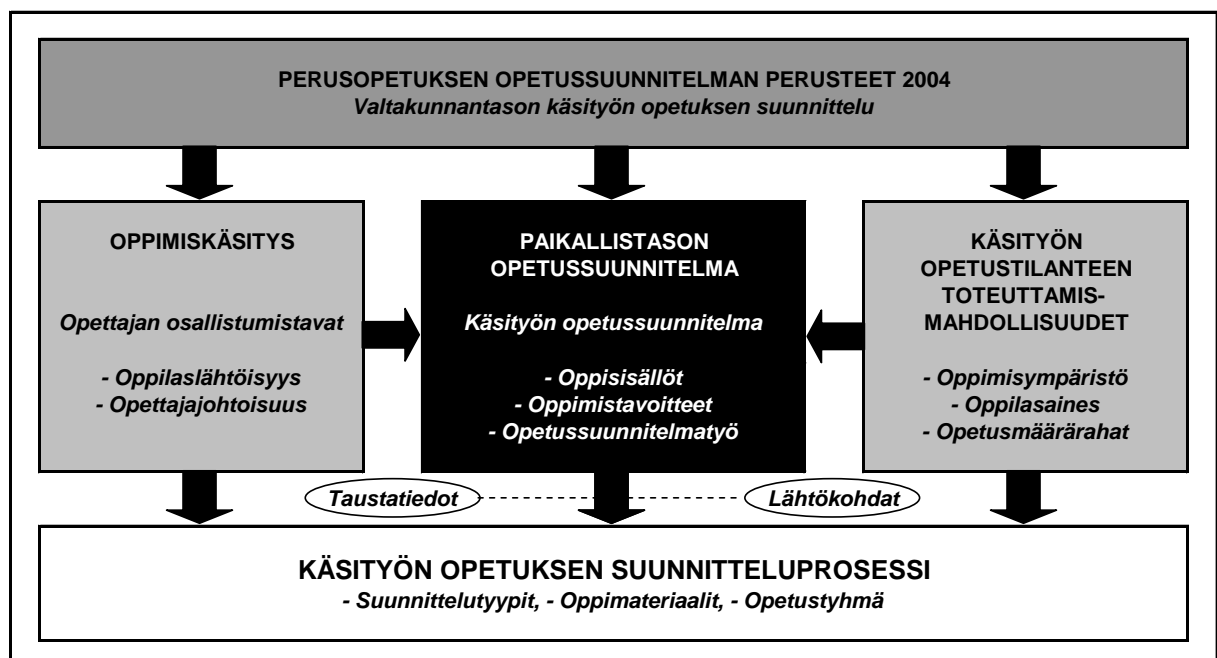 PERUSOPETUKSEN OPETUSSUUNNITELMAN PERUSTEET 2004
Valtakunnantason käsityön opetuksen suunnittelu
OPPIMISKÄSITYS
Opettajan osallistumistavat
- Oppilaslähtöisyys
- Opettajajohtoisuus
PAIKALLISTASON
OPETUSSUUNNITELMA
Käsityön opetussuunnitelma
- Oppisisällöt
- Oppimistavoitteet
- Opetussuunnitelmatyö
KÄSITYÖN
OPETUSTILANTEEN
TOTEUTTAMIS-
MAHDOLLISUUDET
- Oppimisympäristö
- Oppilasaines
- Opetusmäärärahat
Taustatiedot
Lähtökohdat
KÄSITYÖN OPETUKSEN SUUNNITTELUPROSESSI
- Suunnittelutyypit, - Oppimateriaalit, - Opetustyhmä